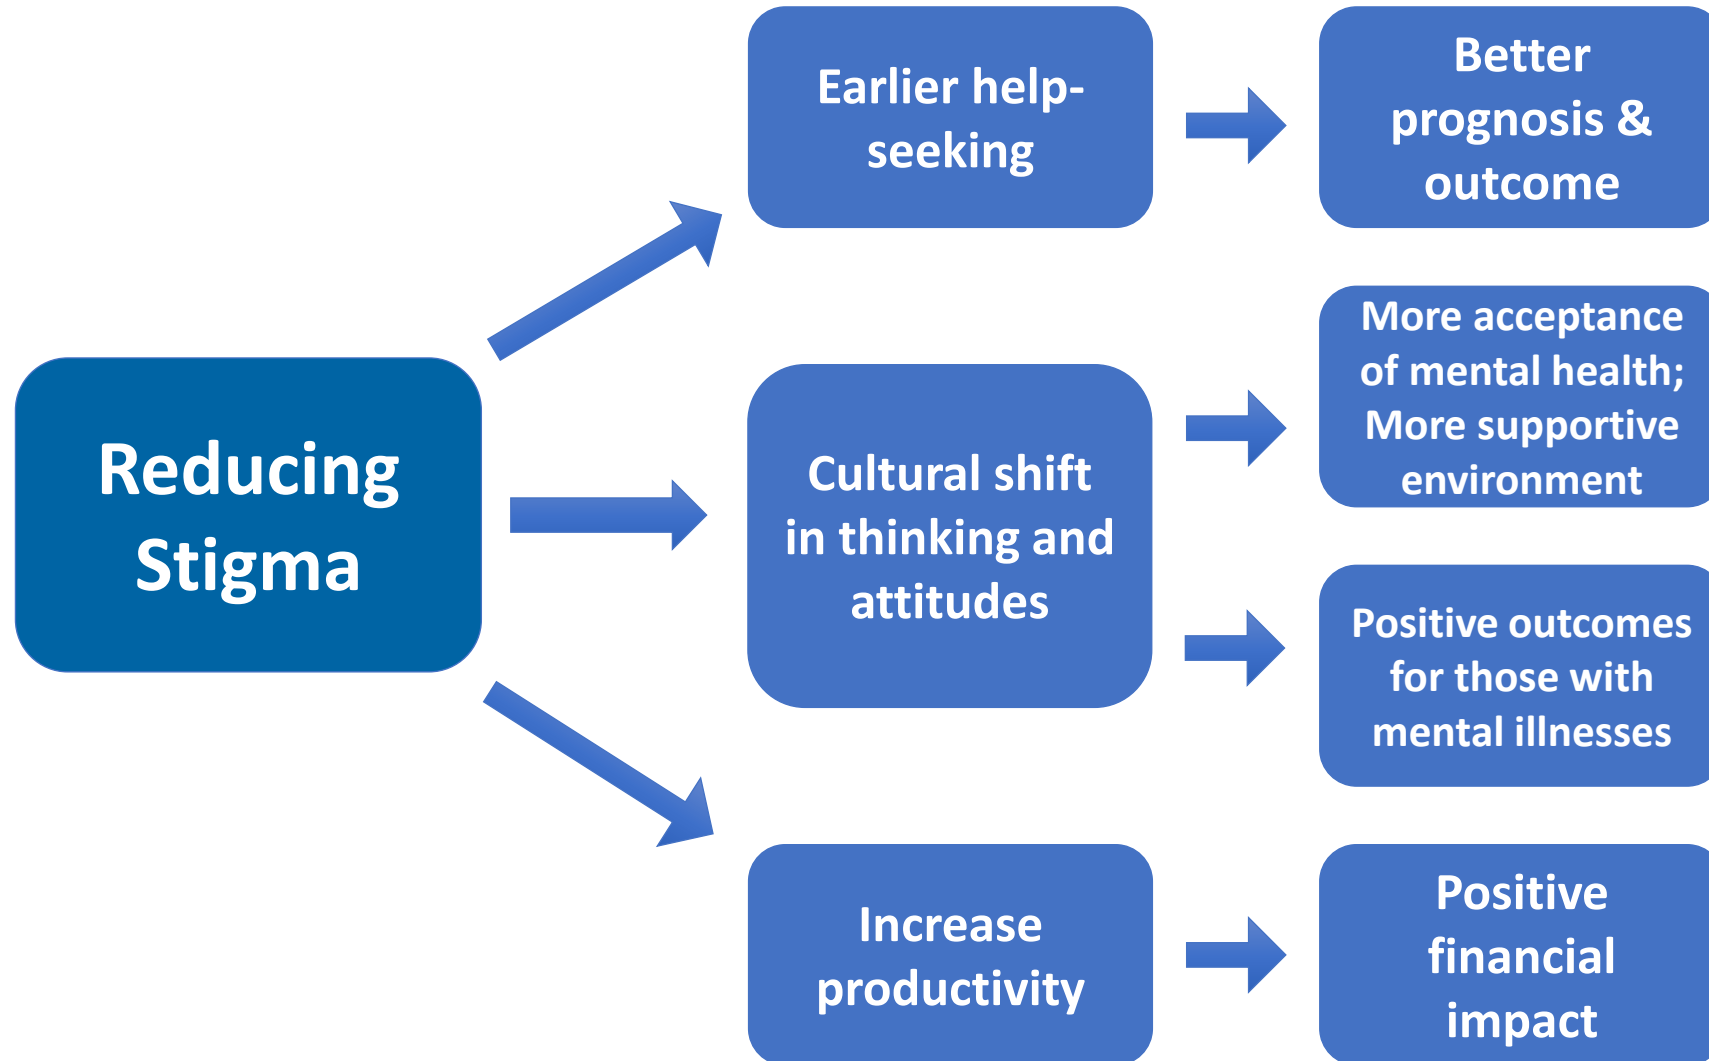 Reducing
Stigma
Earlier help-
seeking
Better
prognosis &
outcome
Cultural shift
in thinking and
attitudes
More acceptance
of mental health;
More supportive
environment
Positive outcomes
for those with
mental illnesses
Increase
productivity
Positive
financial
impact